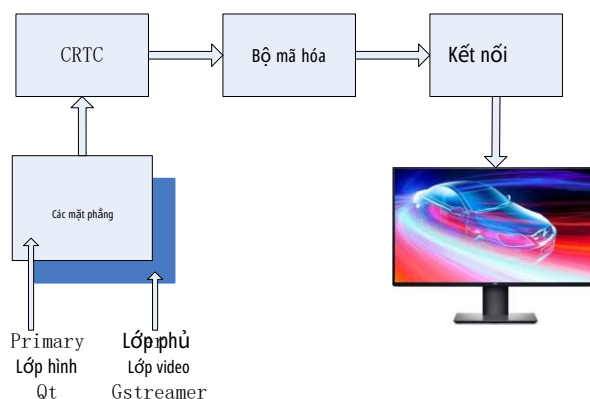 CRTC
Bộ mã hóa
Kết nối
Các mặt phẳng
Primary
Lớp hình
Qt
Lớp phủ
Lớp video
Gstreamer